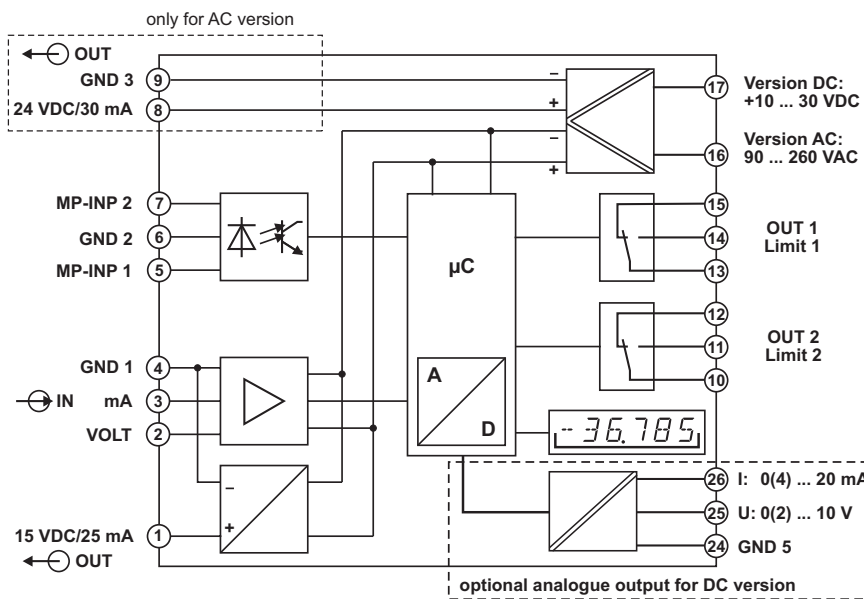 only for AC version
OUT
GND 3 9
24 VDC/30 mA 8
− + − +
17 Version DC:
+10 ... 30 VDC
16 Version AC:
90 ... 260 VAC
MP-INP 2 7
GND 2 6
MP-INP 1 5
µC
15
14 OUT 1
Limit 1
13
12
11 OUT 2
Limit 2
10
GND 1 4
IN mA 3
VOLT 2
A
D
-36.785
− +
15 VDC/25 mA 1
OUT
26 I: 0(4) ... 20 mA
25 U: 0(2) ... 10 V
24 GND 5
optional analogue output for DC version